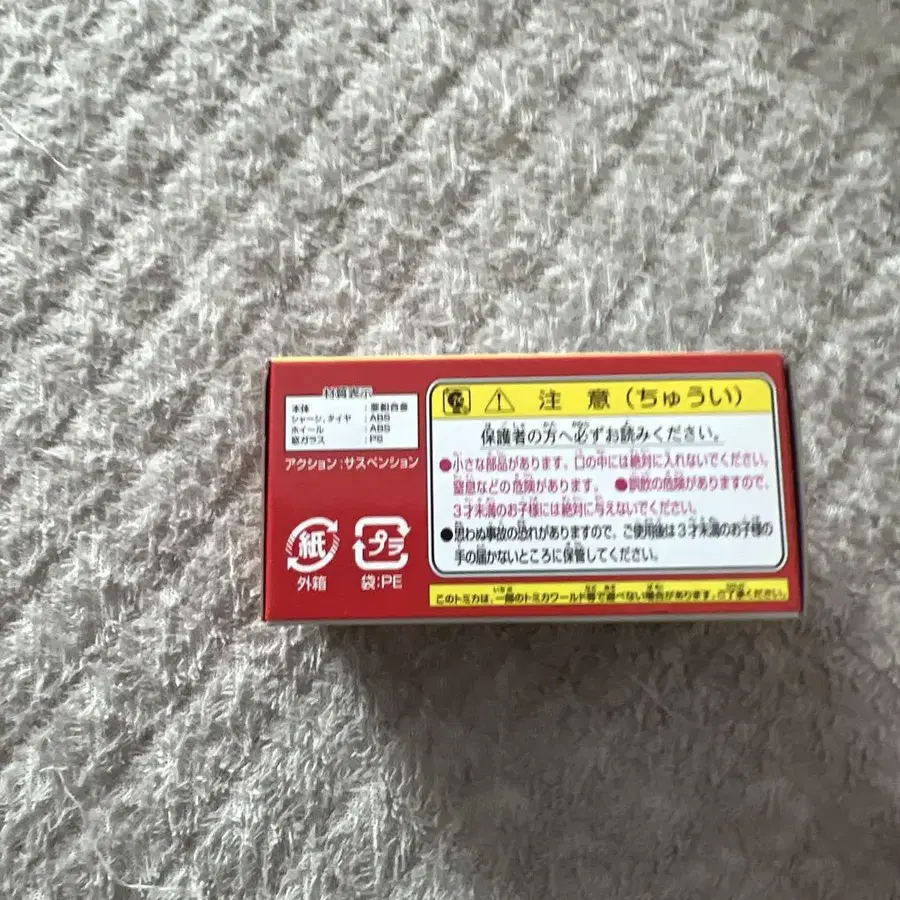 材質表示
本体 : 亜鉛合金
シャーシ、タイヤ : ABS
ホイール : ABS
窓ガラス : PS
アクション:サスペンション
紙
外箱
プラ
袋:PE
注 意(ちゅうい)
保護者の方へ必ずお読みください。
●小さな部品があります。口の中には絶対に入れないでください。
窒息などの危険があります。 ●誤飲の危険がありますので、
3才未満のお子様には絶対に与えないでください。
●思わぬ事故の恐れがありますので、ご使用後は3才未満のお子様の
手の届かないところに保管してください。
このトミカは、一部のトミカワールド等で遊べない場合があります。ご了承ください。